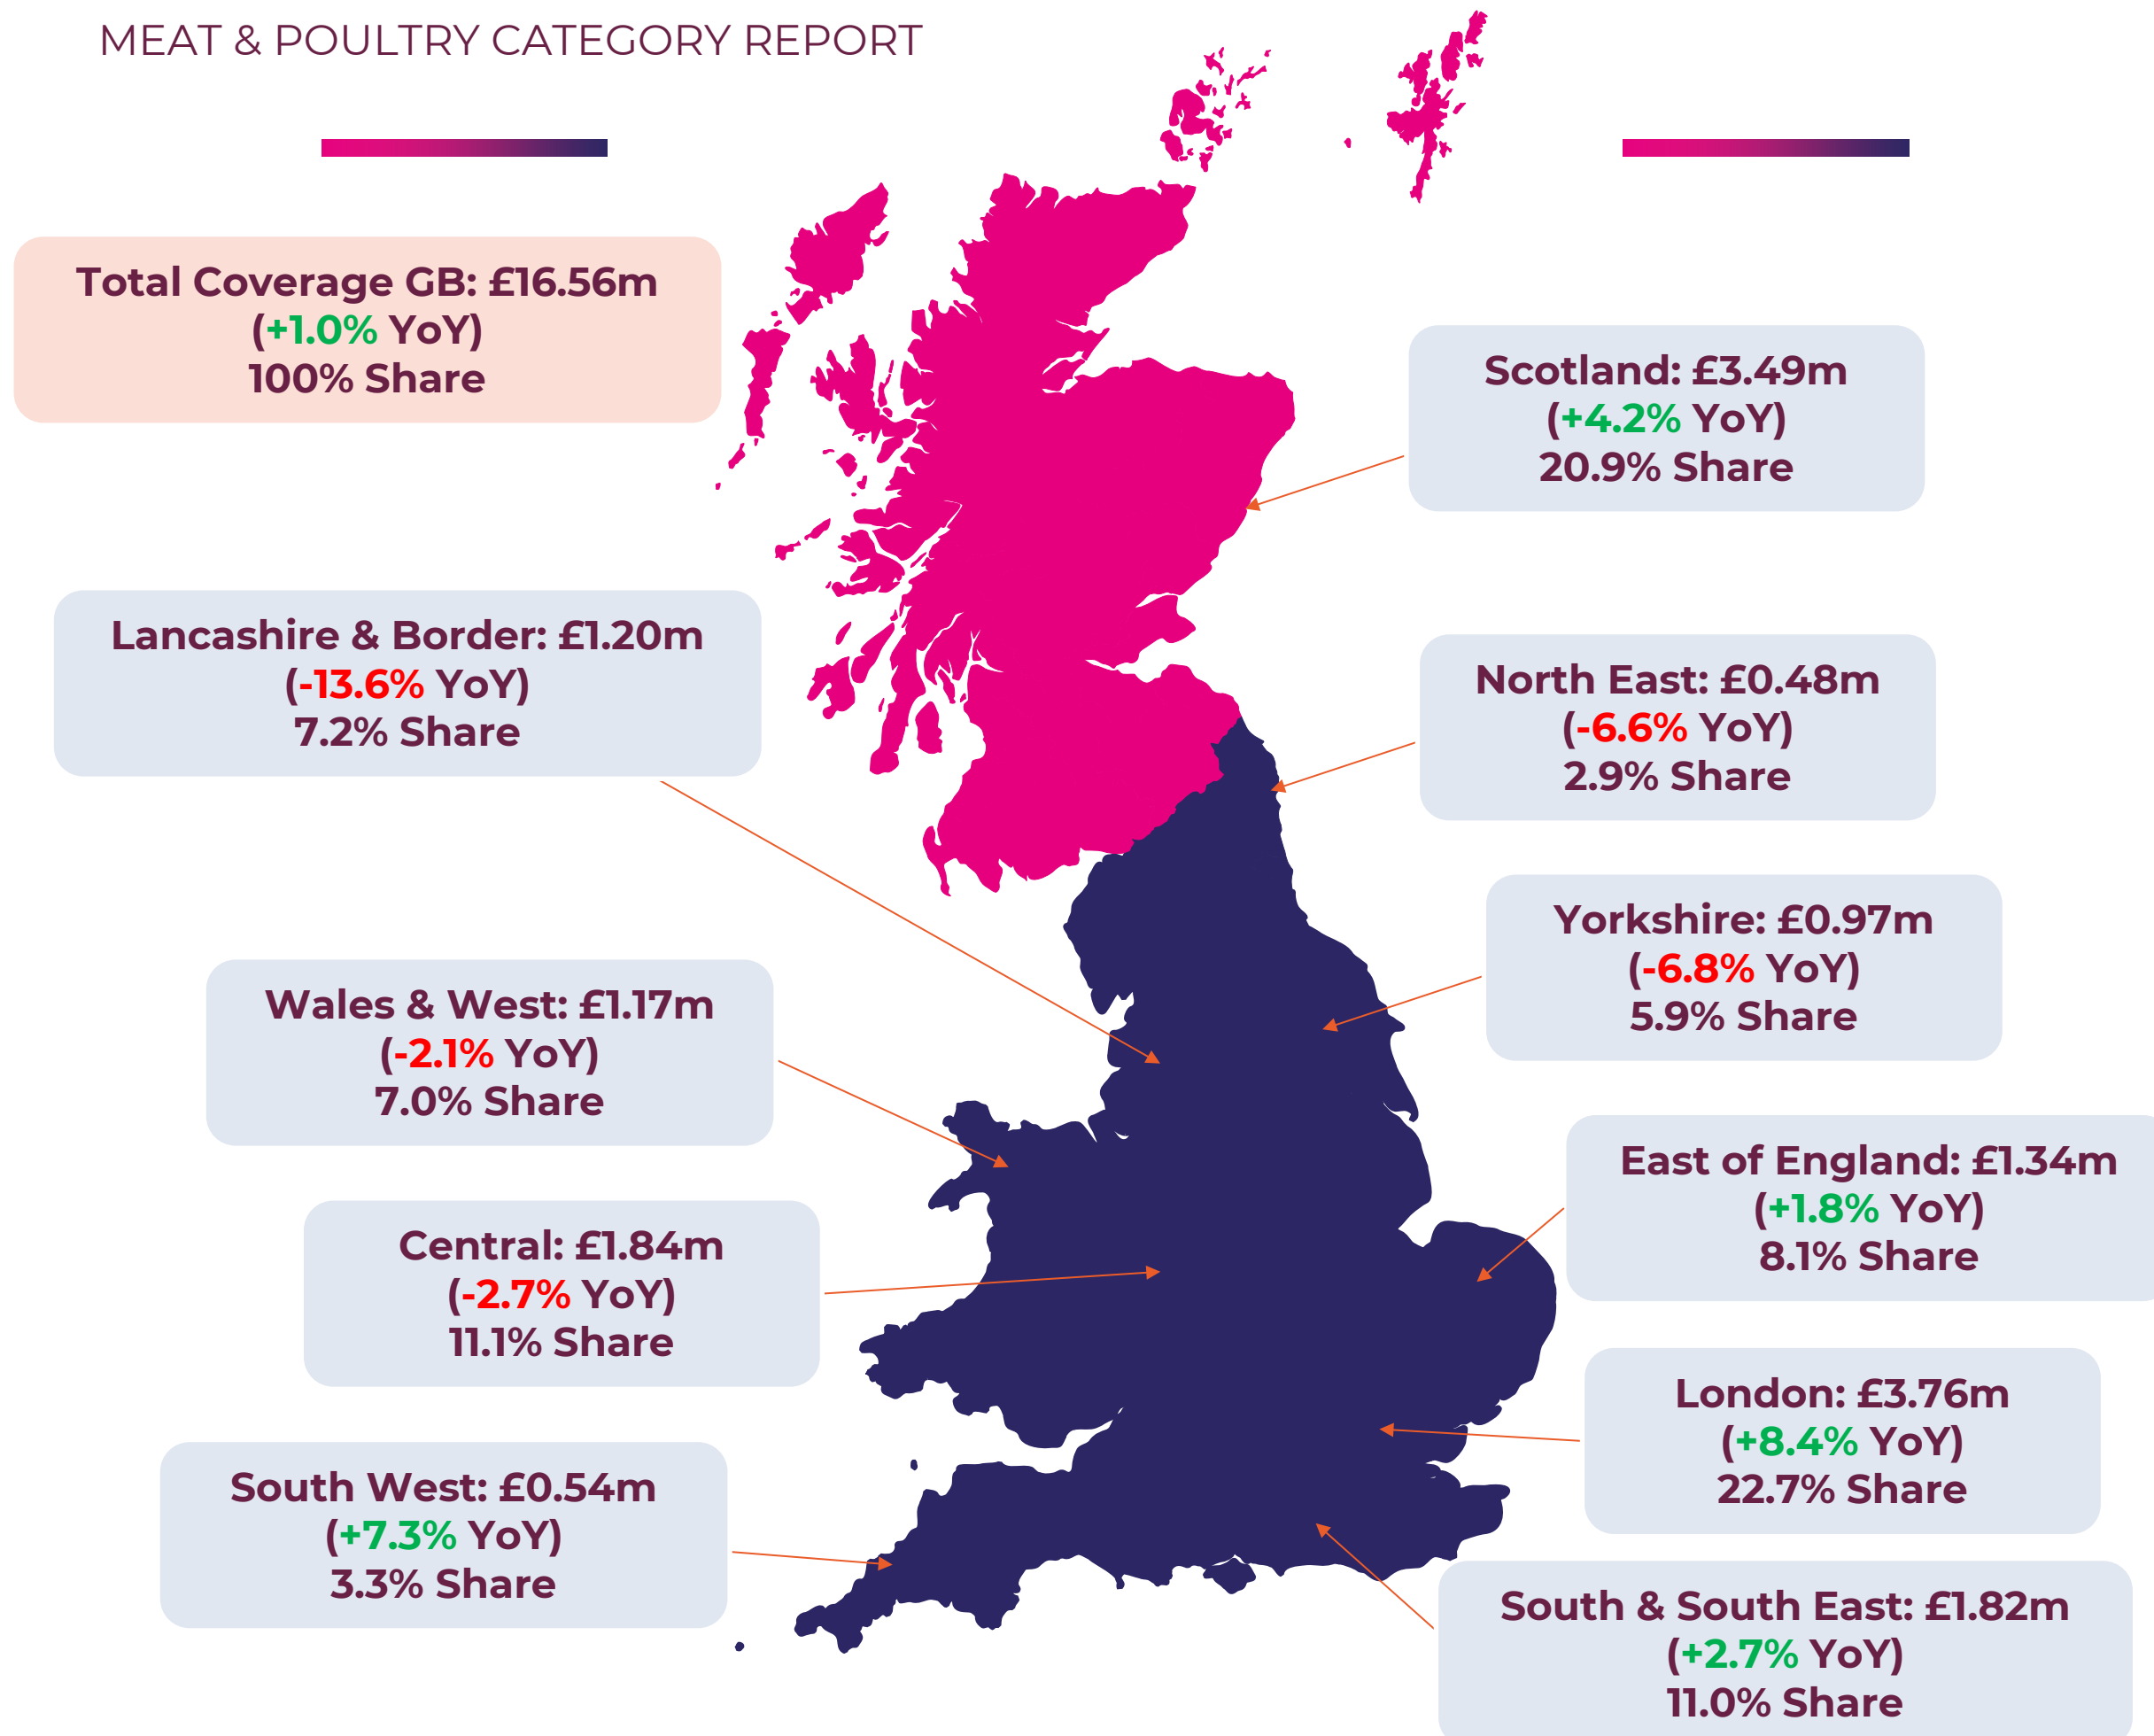 MEAT & POULTRY CATEGORY REPORT
Total Coverage GB: £16.56m
(+1.0% YoY)
100% Share
Scotland: £3.49m
(+4.2% YoY)
20.9% Share
Lancashire & Border: £1.20m
(-13.6% YoY)
7.2% Share
North East: £0.48m
(-6.6% YoY)
2.9% Share
Yorkshire: £0.97m
(-6.8% YoY)
5.9% Share
Wales & West: £1.17m
(-2.1% YoY)
7.0% Share
East of England: £1.34m
(+1.8% YoY)
8.1% Share
Central: £1.84m
(-2.7% YoY)
11.1% Share
London: £3.76m
(+8.4% YoY)
22.7% Share
South West: £0.54m
(+7.3% YoY)
3.3% Share
South & South East: £1.82m
(+2.7% YoY)
11.0% Share